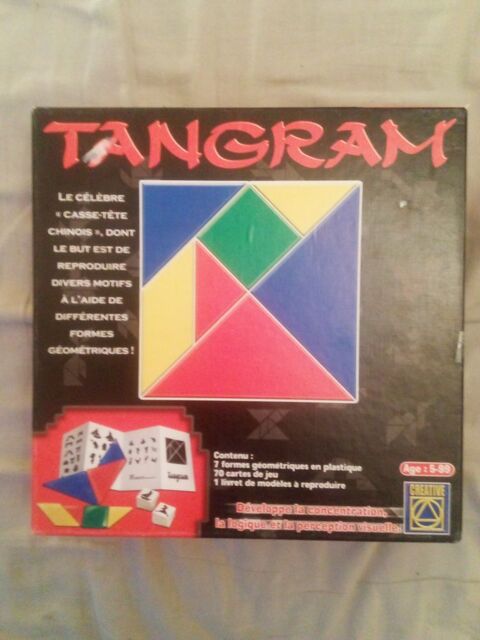 TANGRAM
LE CÉLÈBRE
« CASSE-TÊTE
CHINOIS », DONT
LE BUT EST DE
REPRODUIRE
DIVERS MOTIFS
À L'AIDE DE
DIFFÉRENTES
FORMES
GÉOMÉTRIQUES !
Contenu :
7 formes géométriques en plastique
70 cartes de jeu
1 livret de modèles à reproduire
Age : 5-99
Développe la concentration,
la logique et la perception visuelle.
CREATIVE